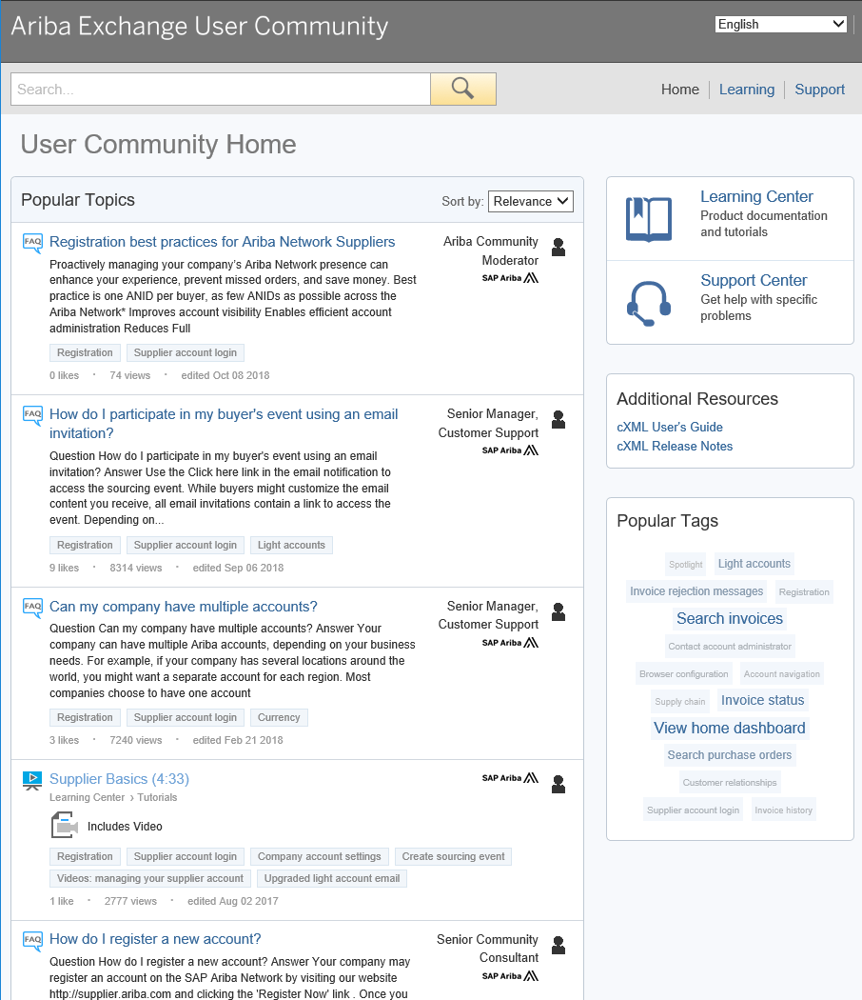 Ariba Exchange User Community
English
Search...
Home
Learning
Support
User Community Home
Popular Topics
Sort by: Relevance
FAQ
Registration best practices for Ariba Network Suppliers
Proactively managing your company's Ariba Network presence can
enhance your experience, prevent missed orders, and save money. Best
practice is one ANID per buyer, as few ANIDs as possible across the
Ariba Network* Improves account visibility Enables efficient account
administration Reduces Full
Registration
Supplier account login
0 likes · 74 views · edited Oct 08 2018
Ariba Community
Moderator
SAP Ariba
FAQ
How do I participate in my buyer's event using an email
invitation?
Question How do I participate in my buyer's event using an email
invitation? Answer Use the Click here link in the email notification to
access the sourcing event. While buyers might customize the email
content you receive, all email invitations contain a link to access the
event. Depending on...
Registration
Supplier account login
Light accounts
9 likes · 8314 views · edited Sep 06 2018
Senior Manager,
Customer Support
SAP Ariba
FAQ
Can my company have multiple accounts?
Question Can my company have multiple accounts? Answer Your
company can have multiple Ariba accounts, depending on your business
needs. For example, if your company has several locations around the
world, you might want a separate account for each region. Most
companies choose to have one account
Registration
Supplier account login
Currency
3 likes · 7240 views · edited Feb 21 2018
Senior Manager,
Customer Support
SAP Ariba
Supplier Basics (4:33)
Learning Center › Tutorials
Includes Video
Registration
Supplier account login
Company account settings
Create sourcing event
Videos: managing your supplier account
Upgraded light account email
1 like · 2777 views · edited Aug 02 2017
SAP Ariba
FAQ
How do I register a new account?
Question How do I register a new account? Answer Your company may
register an account on the SAP Ariba Network by visiting our website
http://supplier.ariba.com and clicking the 'Register Now' link . Once you
Senior Community
Consultant
SAP Ariba
Learning Center
Product documentation
and tutorials
Support Center
Get help with specific
problems
Additional Resources
cXML User's Guide
cXML Release Notes
Popular Tags
Spotlight
Light accounts
Invoice rejection messages
Registration
Search invoices
Contact account administrator
Browser configuration
Account navigation
Supply chain
Invoice status
View home dashboard
Search purchase orders
Customer relationships
Supplier account login
Invoice history